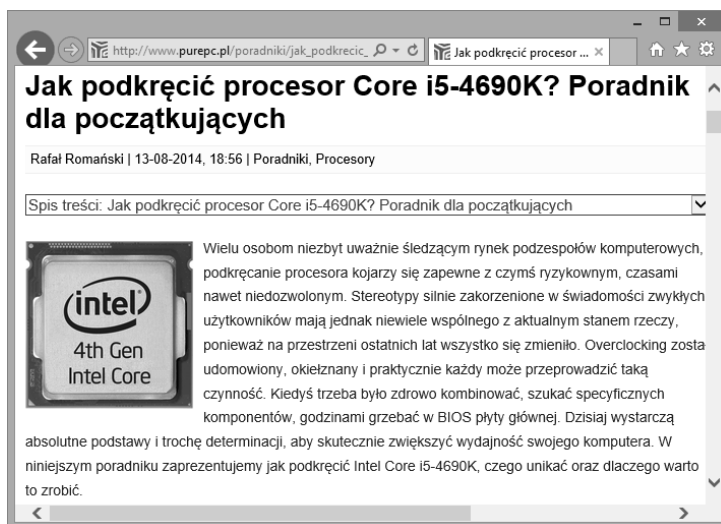 http://www.purepc.pl/poradniki/jak_podkrecic_
Jak podkręcić procesor ...
Jak podkręcić procesor Core i5-4690K? Poradnik
dla początkujących
Rafał Romański | 13-08-2014, 18:56 | Poradniki, Procesory
Spis treści: Jak podkręcić procesor Core i5-4690K? Poradnik dla początkujących
intel
4th Gen
Intel Core
Wielu osobom niezbyt uważnie śledzącym rynek podzespołów komputerowych,
podkręcanie procesora kojarzy się zapewne z czymś ryzykownym, czasami
nawet niedozwolonym. Stereotypy silnie zakorzenione w świadomości zwykłych
użytkowników mają jednak niewiele wspólnego z aktualnym stanem rzeczy,
ponieważ na przestrzeni ostatnich lat wszystko się zmieniło. Overclocking zosta
udomowiony, okiełznany i praktycznie każdy może przeprowadzić taką
czynność. Kiedyś trzeba było zdrowo kombinować, szukać specyficznych
komponentów, godzinami grzebać w BIOS płyty głównej. Dzisiaj wystarczą
absolutne podstawy i trochę determinacji, aby skutecznie zwiększyć wydajność swojego komputera. W
niniejszym poradniku zaprezentujemy jak podkręcić Intel Core i5-4690K, czego unikać oraz dlaczego warto
to zrobić.